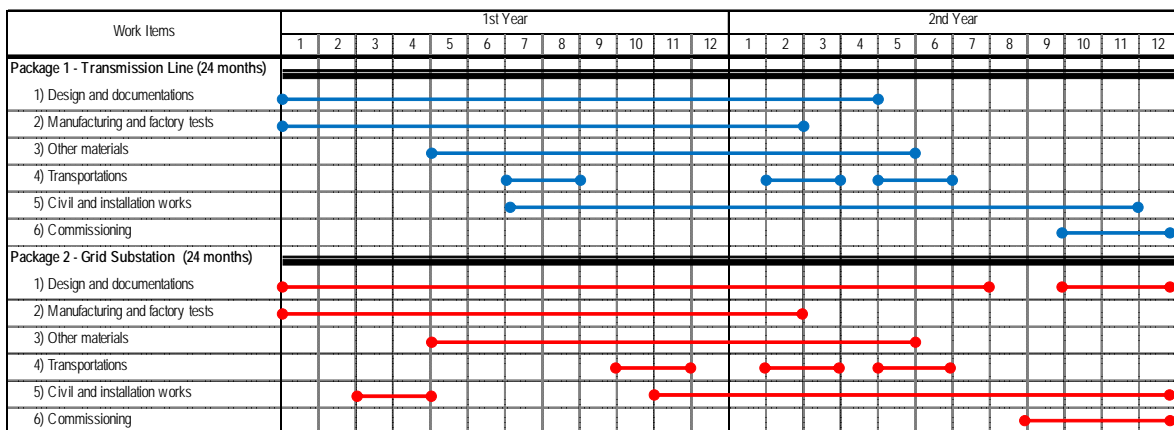 Work Items 1st Year 2nd Year
1 2 3 4 5 6 7 8 9 10 11 12 1 2 3 4 5 6 7 8 9 10 11 12
Package 1 - Transmission Line (24 months)
1) Design and documentations
2) Manufacturing and factory tests
3) Other materials
4) Transportations
5) Civil and installation works
6) Commissioning
Package 2 - Grid Substation (24 months)
1) Design and documentations
2) Manufacturing and factory tests
3) Other materials
4) Transportations
5) Civil and installation works
6) Commissioning